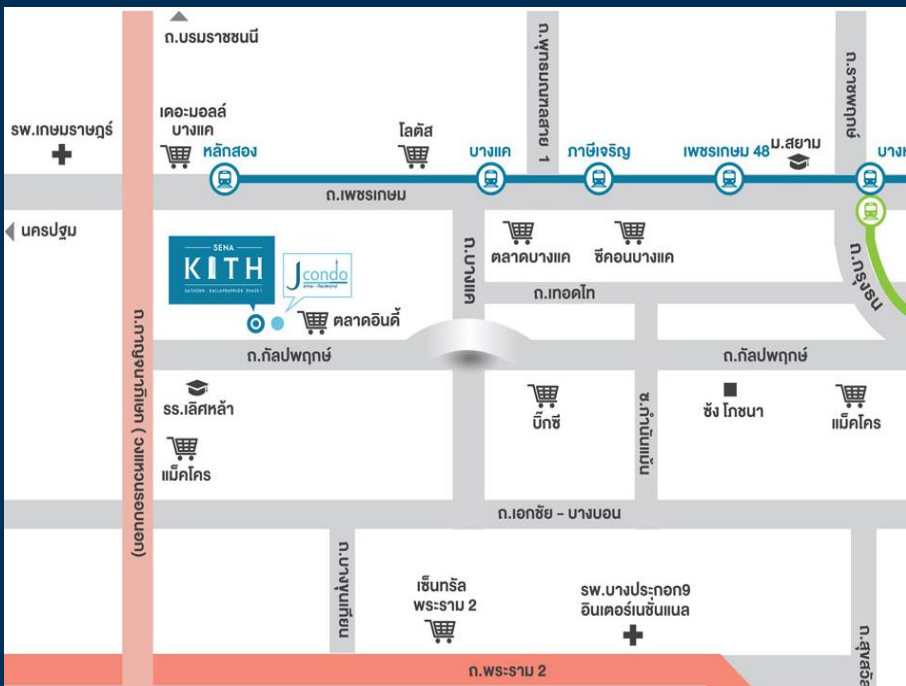 ถ.บรมราชชนนี
ถ.พุทธมณฑลสาย 1
ถ.ราชพฤกษ์
รพ.เกษมราษฎร์
เดอะมอลล์
บางแค
หลักสอง
โลตัส
บางแค
ภาษีเจริญ
เพชรเกษม 48
ม.สยาม
ถ.เพชรเกษม
นครปฐม
SENA
KITH
J condo
ตลาดบางแค
ซีคอนบางแค
ถ.บางแค
ถ.กรุงธน
ถ.เทอดไท
ตลาดอินดี้
ถ.กาญจนาภิเษก (วงแหวนรอบนอก)
ถ.กัลปพฤกษ์
ถ.กัลปพฤกษ์
รร.เลิศหล้า
บิ๊กซี
ซ.กำนันแม้น
ซ้ง โภชนา
แม็คโคร
แม็คโคร
ถ.เอกชัย - บางบอน
ถ.บางขุนเทียน
เซ็นทรัล
พระราม 2
รพ.บางประกอก9
อินเตอร์เนชั่นแนล
ถ.พระราม 2